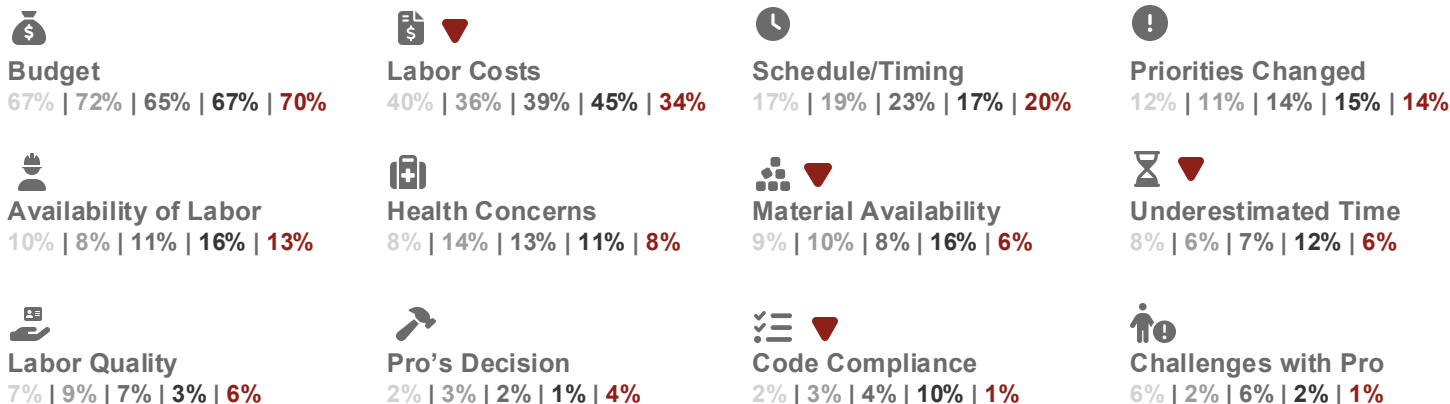 Budget
67% | 72% | 65% | 67% | 70%
Labor Costs
40% | 36% | 39% | 45% | 34%
Schedule/Timing
17% | 19% | 23% | 17% | 20%
Priorities Changed
12% | 11% | 14% | 15% | 14%
Availability of Labor
10% | 8% | 11% | 16% | 13%
Health Concerns
8% | 14% | 13% | 11% | 8%
Material Availability
9% | 10% | 8% | 16% | 6%
Underestimated Time
8% | 6% | 7% | 12% | 6%
Labor Quality
7% | 9% | 7% | 3% | 6%
Pro’s Decision
2% | 3% | 2% | 1% | 4%
Code Compliance
2% | 3% | 4% | 10% | 1%
Challenges with Pro
6% | 2% | 6% | 2% | 1%